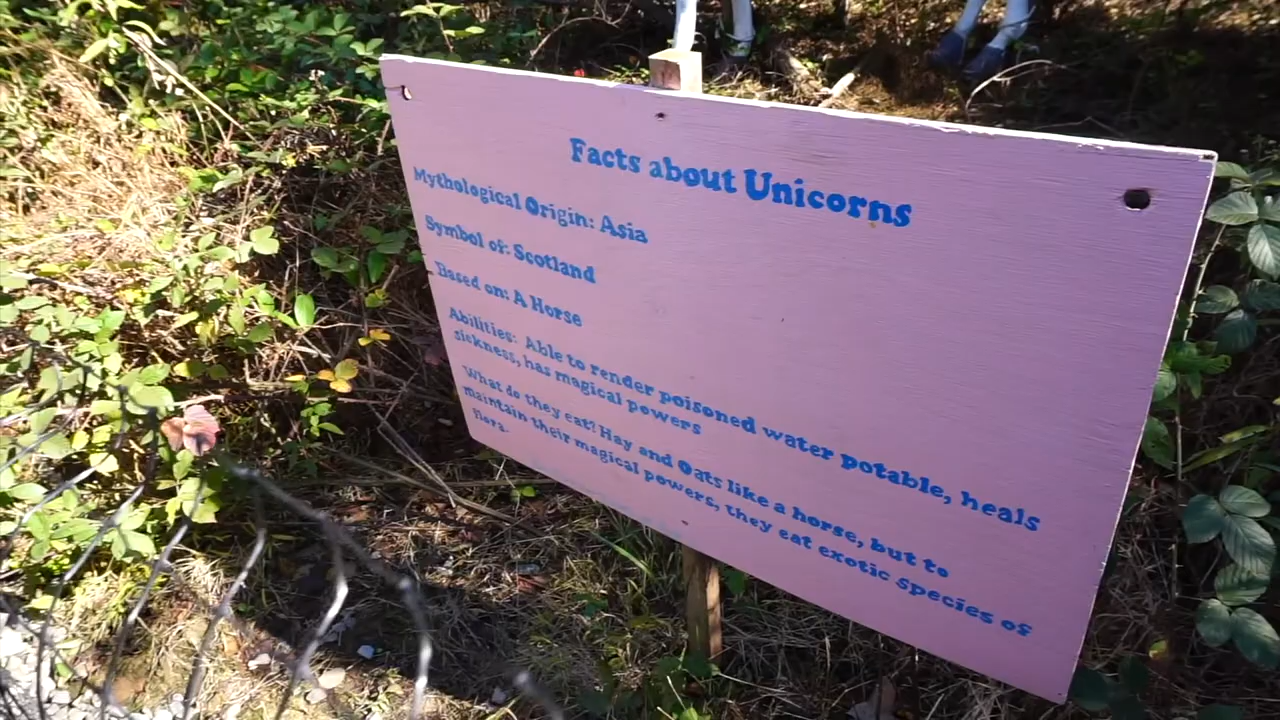 Facts about Unicorns
Mythological Origin: Asia
Symbol of: Scotland
Based on: A Horse
Abilities: Able to render poisoned water potable, heals
sickness, has magical powers
What do they eat? Hay and Oats like a horse, but to
maintain their magical powers, they eat exotic species of
flora.